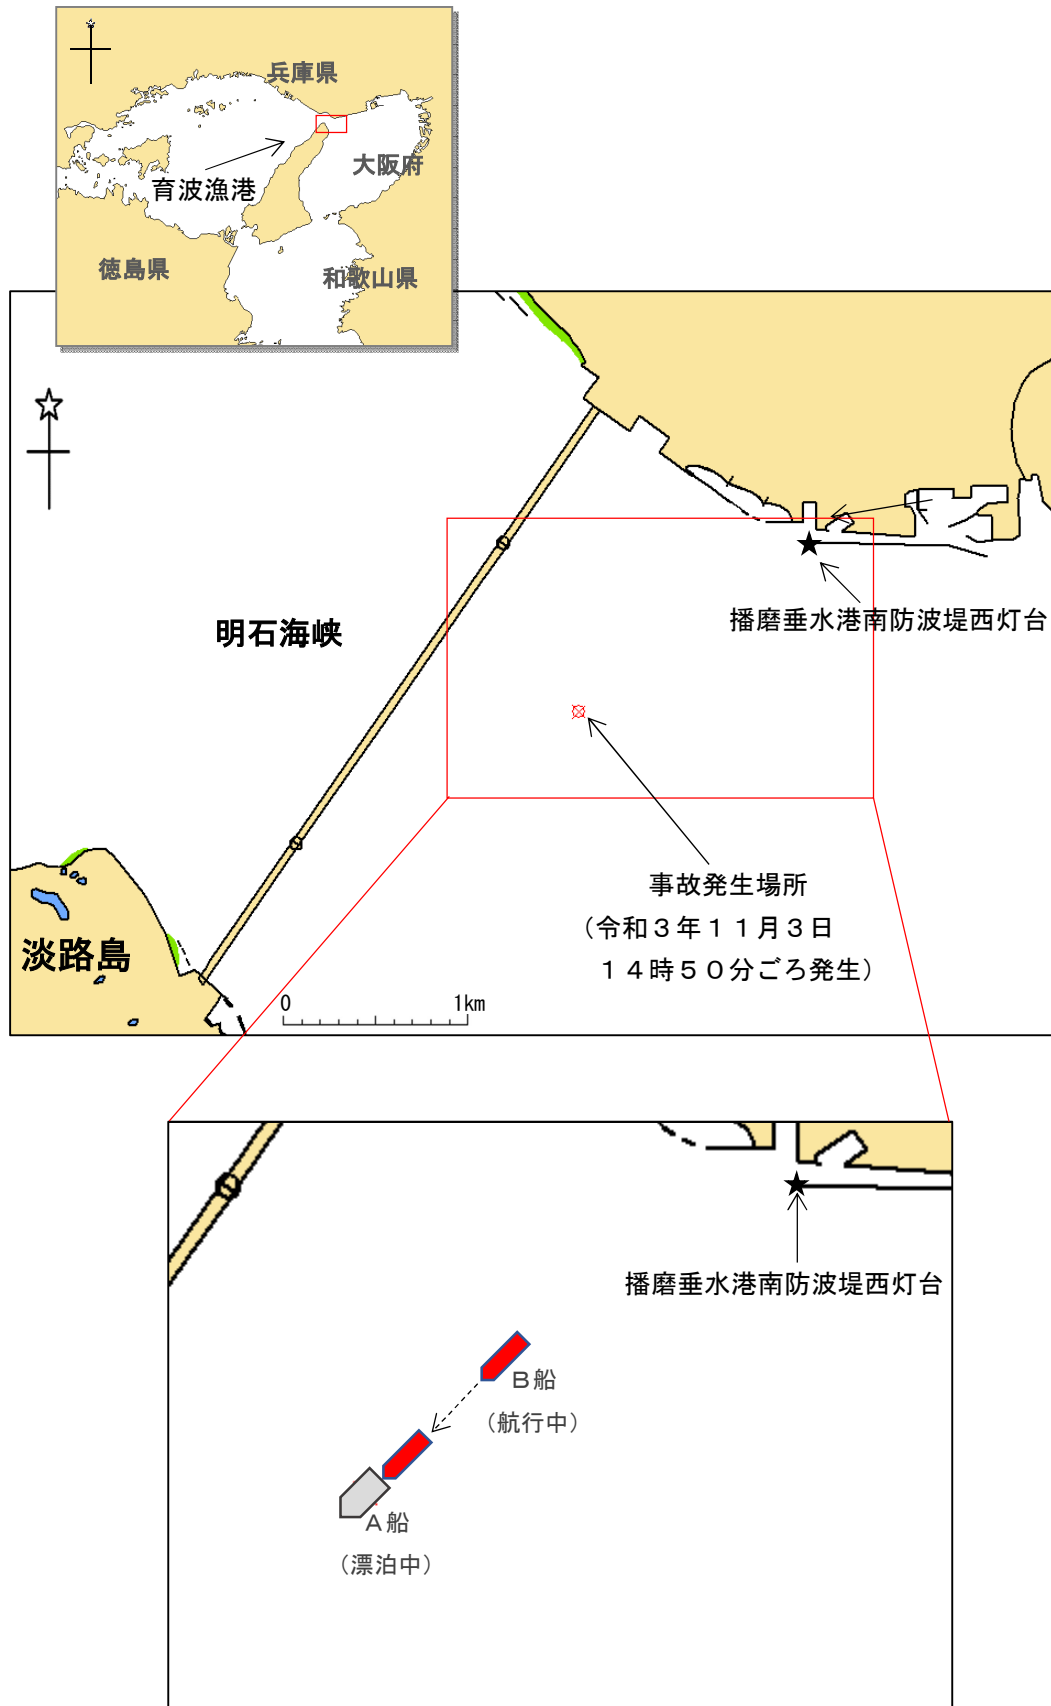 兵庫県
大阪府
育波漁港
徳島県
和歌山県
播磨垂水港南防波堤西灯台
明石海峡
事故発生場所
（令和３年１１月３日
１４時５０分ごろ発生）
淡路島
0 1km
播磨垂水港南防波堤西灯台
Ｂ船
（航行中）
Ａ船
（漂泊中）